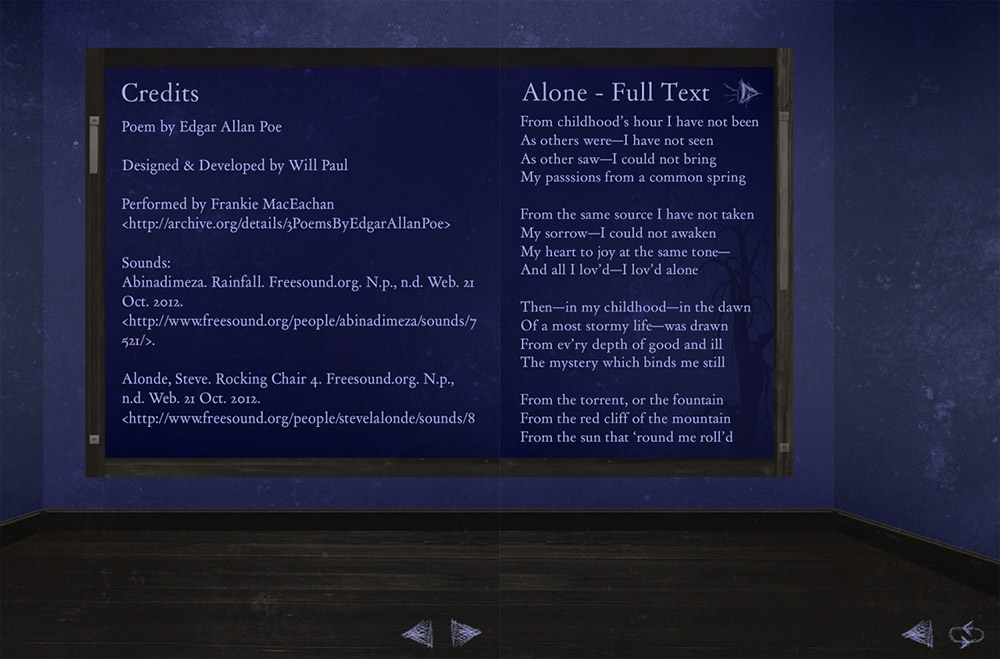 Credits
Poem by Edgar Allan Poe
Designed & Developed by Will Paul
Performed by Frankie MacEachan
<http://archive.org/details/3PoemsByEdgarAllanPoe>
Sounds:
Abinadimeza. Rainfall. Freesound.org. N.p., n.d. Web. 21
Oct. 2012.
<http://www.freesound.org/people/abinadimeza/sounds/7
521/>.
Alonde, Steve. Rocking Chair 4. Freesound.org. N.p.,
n.d. Web. 21 Oct. 2012.
<http://www.freesound.org/people/stevelalonde/sounds/8
Alone - Full Text
From childhood's hour I have not been
As others were—I have not seen
As other saw—I could not bring
My passsions from a common spring
From the same source I have not taken
My sorrow—I could not awaken
My heart to joy at the same tone—
And all I lov'd—I lov'd alone
Then—in my childhood—in the dawn
Of a most stormy life—was drawn
From ev'ry depth of good and ill
The mystery which binds me still
From the torrent, or the fountain
From the red cliff of the mountain
From the sun that ‘round me roll'd